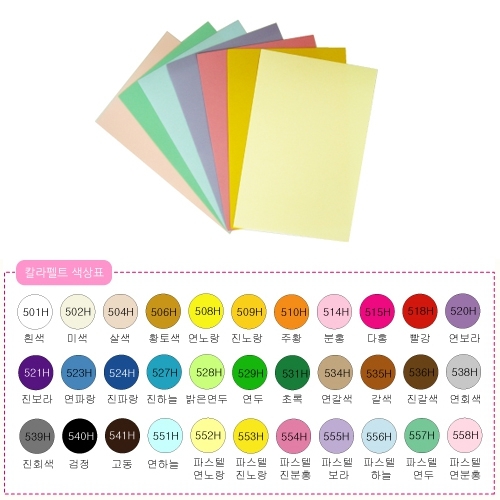 칼라펠트 색상표
501H 502H 504H 506H 508H 509H 510H 514H 515H 518H 520H
흰색 미색 살색 황토색 연노랑 진노랑 주황 분홍 다홍 빨강 연보라
521H 523H 524H 527H 528H 529H 531H 534H 535H 536H 538H
진보라 연파랑 진파랑 진하늘 밝은연두 연두 초록 연갈색 갈색 진갈색 연회색
539H 540H 541H 551H 552H 553H 554H 555H 556H 557H 558H
진회색 검정 고동 연하늘 파스텔 파스텔 파스텔 파스텔 파스텔 파스텔 파스텔
연노랑 진노랑 진분홍 보라 하늘 연두 연분홍